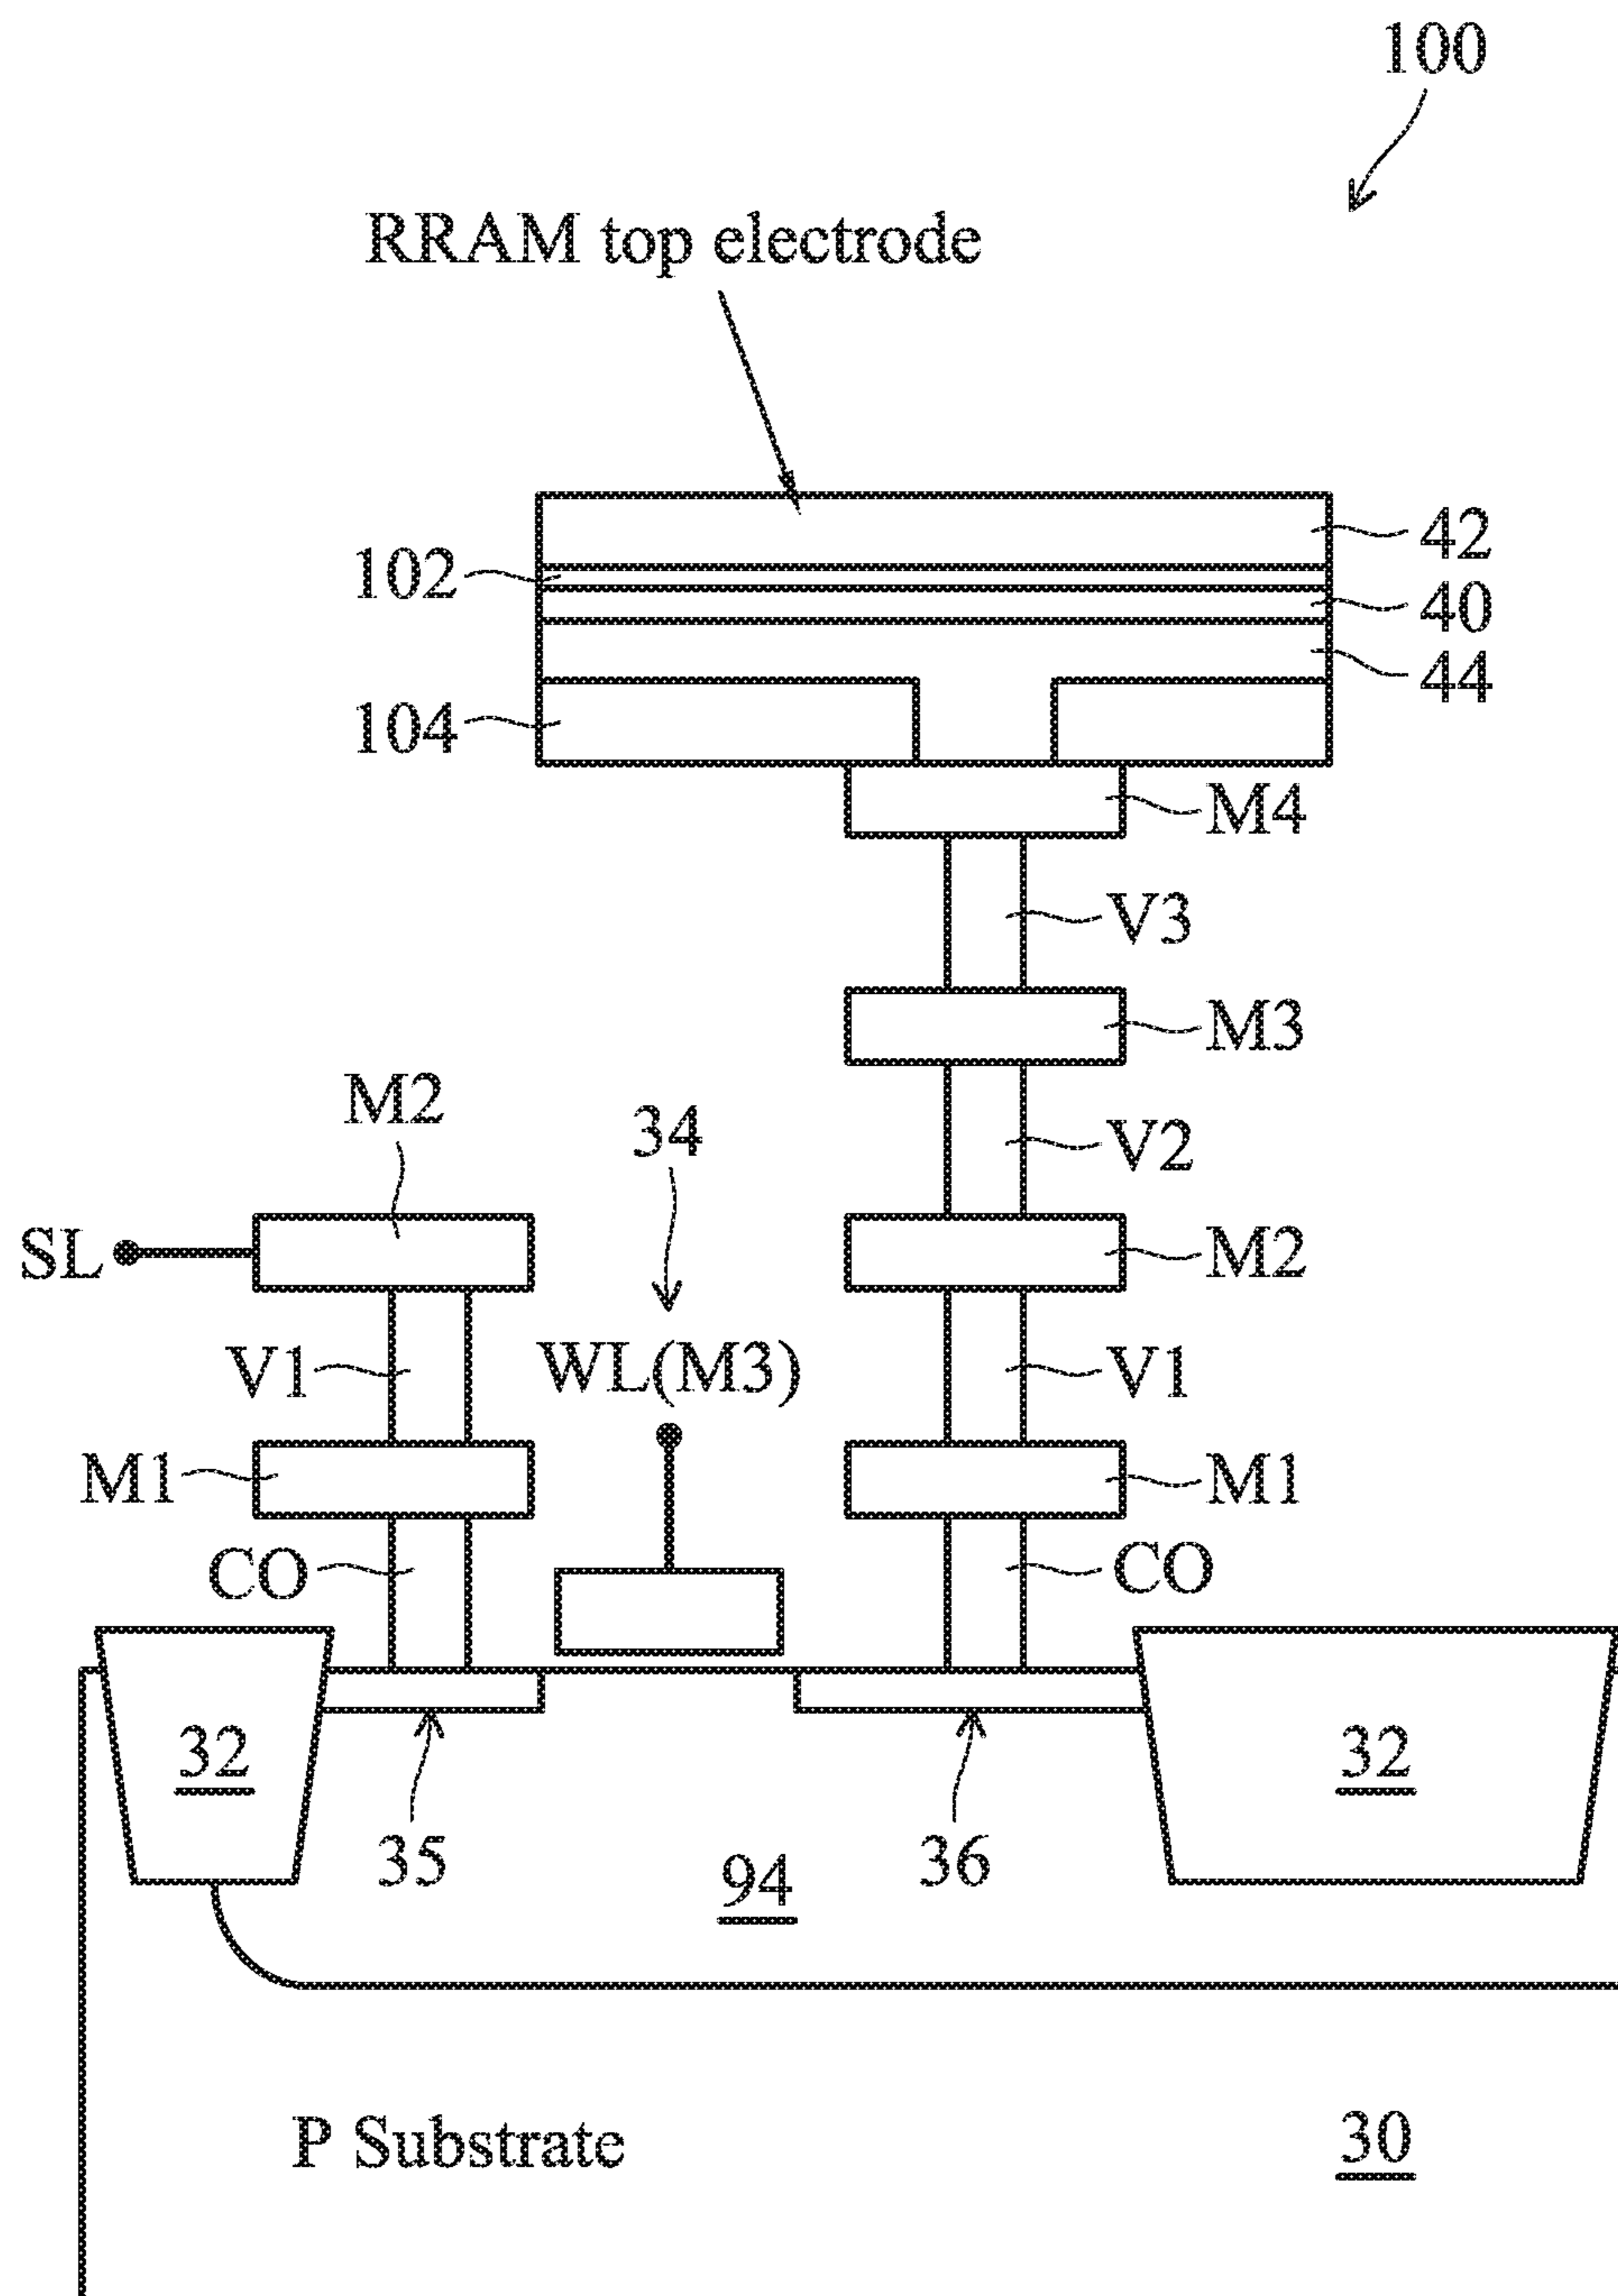 100
RRAM top electrode
42
102
40
44
104
M4
V3
M3
M2
34
V2
SL
M2
V1
WL(M3)
V1
M1
M1
CO
CO
32
32
35
36
94
P Substrate
30